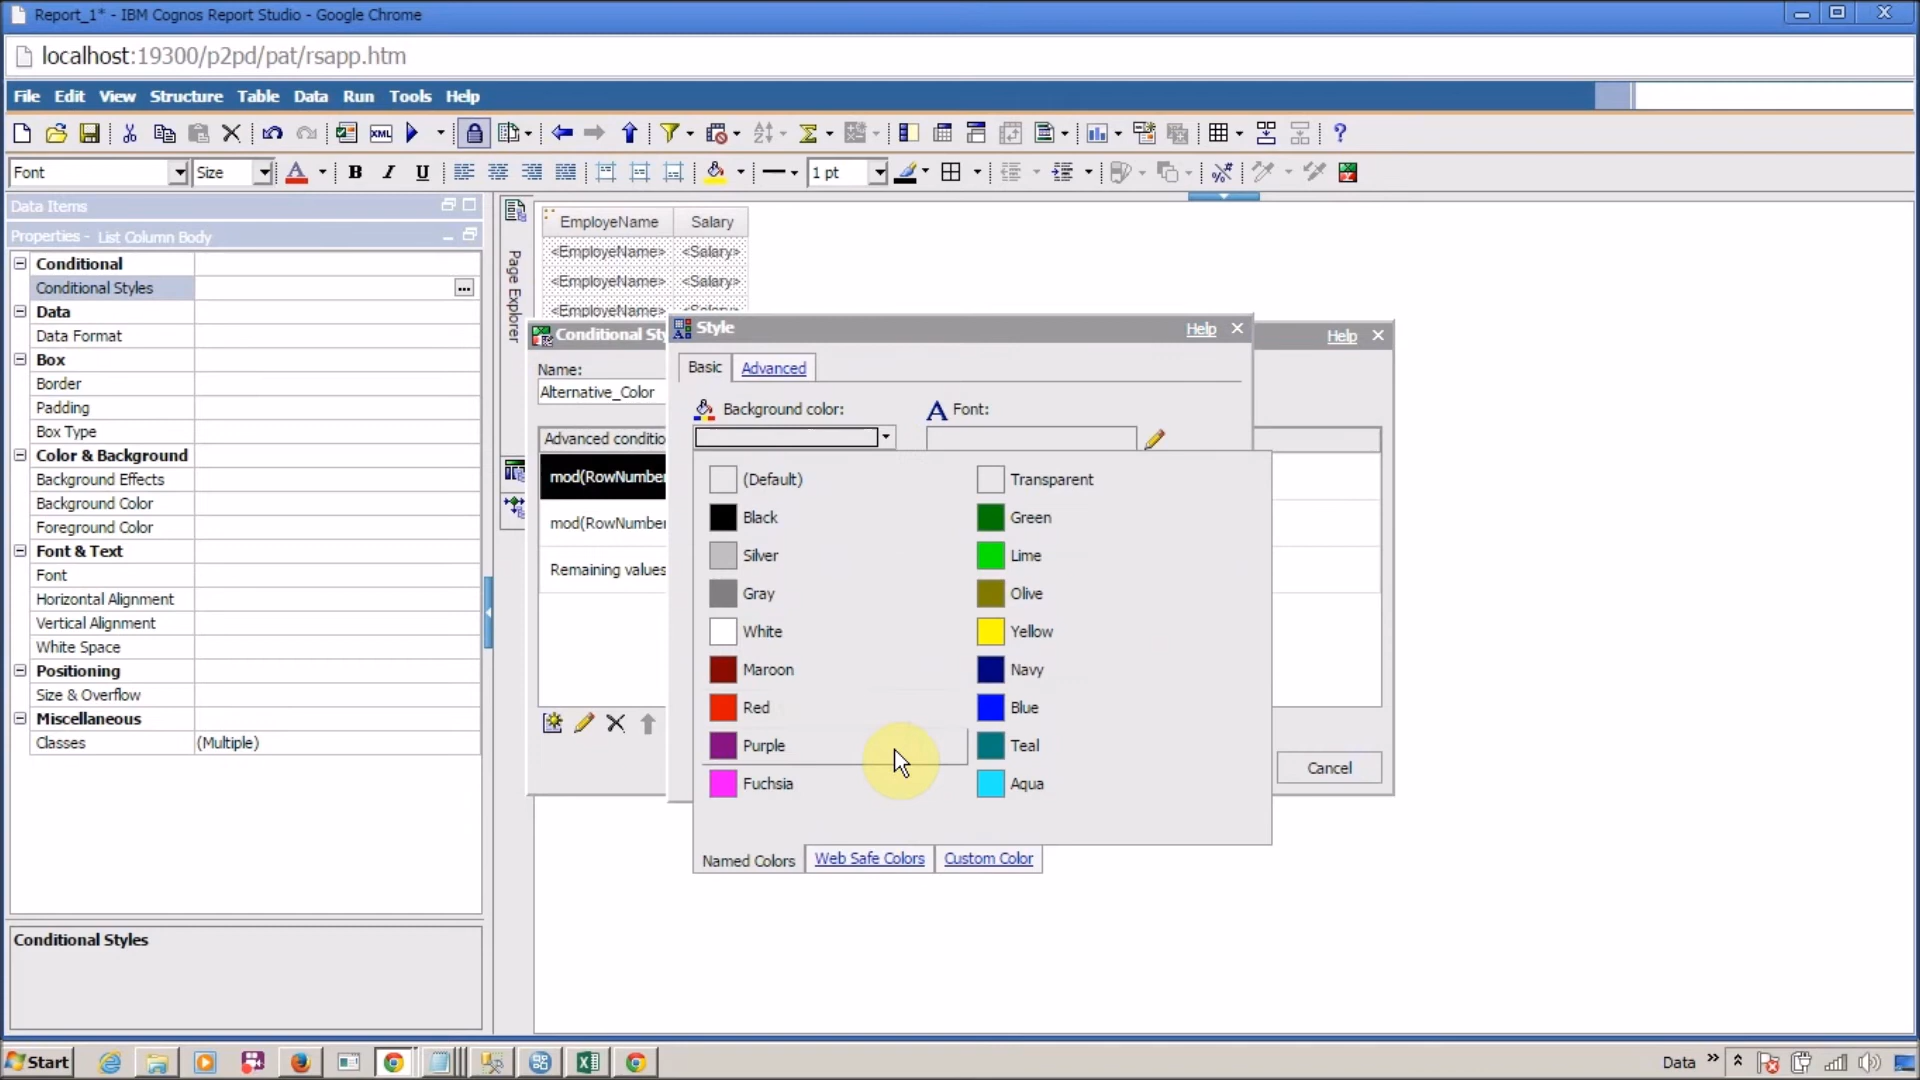 Report_1* - IBM Cognos Report Studio - Google Chrome
localhost:19300/p2pd/pat/rsapp.htm
File Edit View Structure Table Data Run Tools Help
XML
Font Size A B I U 1 pt
Data Items
Properties - List Column Body
Conditional
Conditional Styles
Data
Data Format
Box
Border
Padding
Box Type
Color & Background
Background Effects
Background Color
Foreground Color
Font & Text
Font
Horizontal Alignment
Vertical Alignment
White Space
Positioning
Size & Overflow
Miscellaneous
Classes (Multiple)
Conditional Styles
Page Explorer
EmployeName Salary
<EmployeName> <Salary>
<EmployeName> <Salary>
<EmployeName> <Salary>
Conditional Sty
Help
Name:
Alternative_Color
Advanced conditio
mod(RowNumber
mod(RowNumber
Remaining values
Cancel
Style
Help
Basic Advanced
Background color: A Font:
(Default) Transparent
Black Green
Silver Lime
Gray Olive
White Yellow
Maroon Navy
Red Blue
Purple Teal
Fuchsia Aqua
Named Colors Web Safe Colors Custom Color
Start
Data »